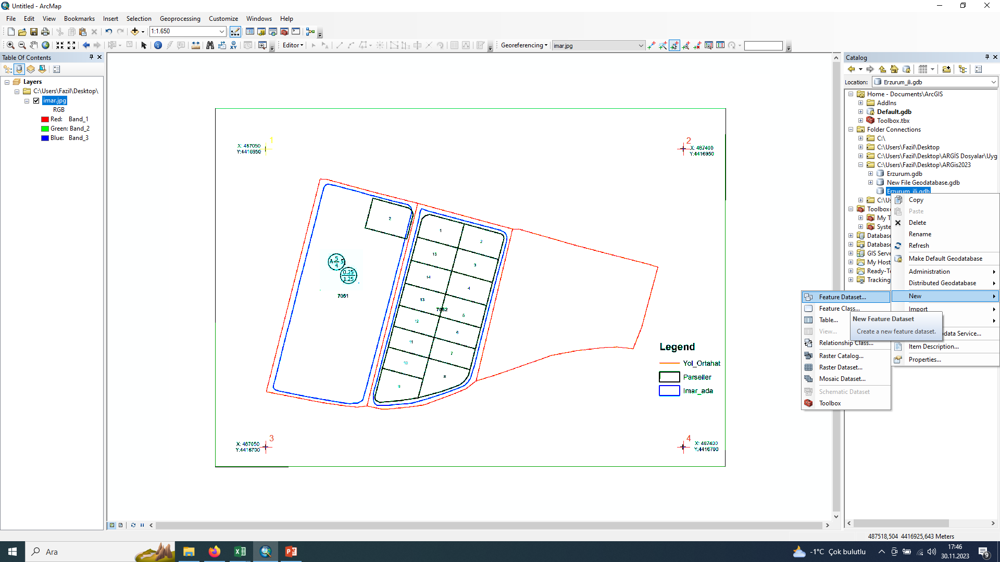 Untitled - ArcMap
File Edit View Bookmarks Insert Selection Geoprocessing Customize Windows Help
1:1.650
Editor
Georeferencing
imar.jpg
Table Of Contents
Layers
C:\Users\Fazil\Desktop\
imar.jpg
RGB
Red: Band_1
Green: Band_2
Blue: Band_3
1
X: 487050
Y:4416950
2
X: 487400
Y:4416950
2
1
2
15
3
14
4
13
7052
5
12
6
11
7
10
8
9
A 5 5
4
0.25
1.25
7051
Legend
Yol_Ortahat
Parseller
Imar_ada
3
X: 487050
Y:4416700
4
X: 487400
Y:4416700
Catalog
Location: Erzurum_ili.gdb
Home - Documents\ArcGIS
AddIns
Default.gdb
Toolbox.tbx
Folder Connections
C:\
C:\Users\Fazil\Desktop
C:\Users\Fazil\Desktop\ARGİS Dosyalar\Uyg
C:\Users\Fazil\Desktop\ARGis2023
Erzurum.gdb
New File Geodatabase.gdb
Erzurum_ili.gdb
C:\Us
Toolbox
My T
Syste
Database
Database
GIS Serve
My Host
Ready-T
Tracking
Copy
Paste
Delete
Rename
Refresh
Make Default Geodatabase
Administration
Distributed Geodatabase
New
Import
data Service...
Item Description...
Properties...
Feature Dataset...
Feature Class...
Table...
View...
Relationship Class...
Raster Catalog...
Raster Dataset...
Mosaic Dataset...
Schematic Dataset
Toolbox
New Feature Dataset
Create a new feature dataset.
487518,504 4416925,643 Meters
Ara
-1°C Çok bulutlu
17:46
30.11.2023
9